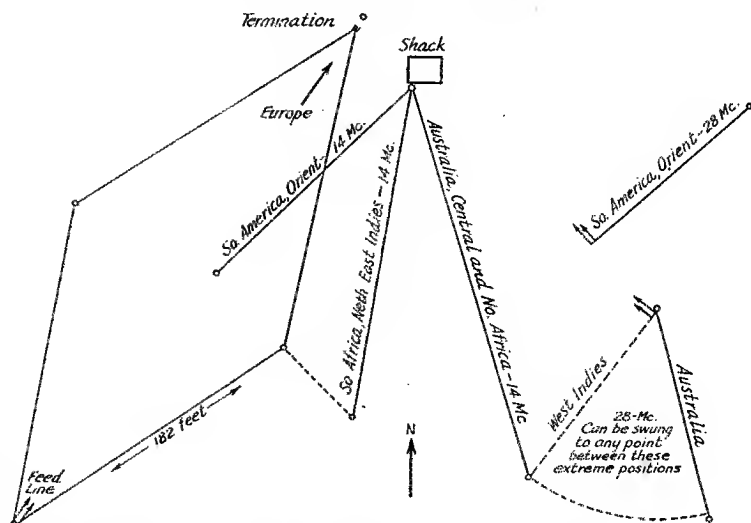 Termination
Shack
Europe
So. America, Orient - 14 Mc.
So Africa, Neth East Indies - 14 Mc.
Australia, Central and No. Africa - 14 Mc
So. America, Orient - 28 Mc.
West Indies
Australia
28-Mc.
Can be swung
to any point
between these
extreme positions
182 feet
N
Feed
Line